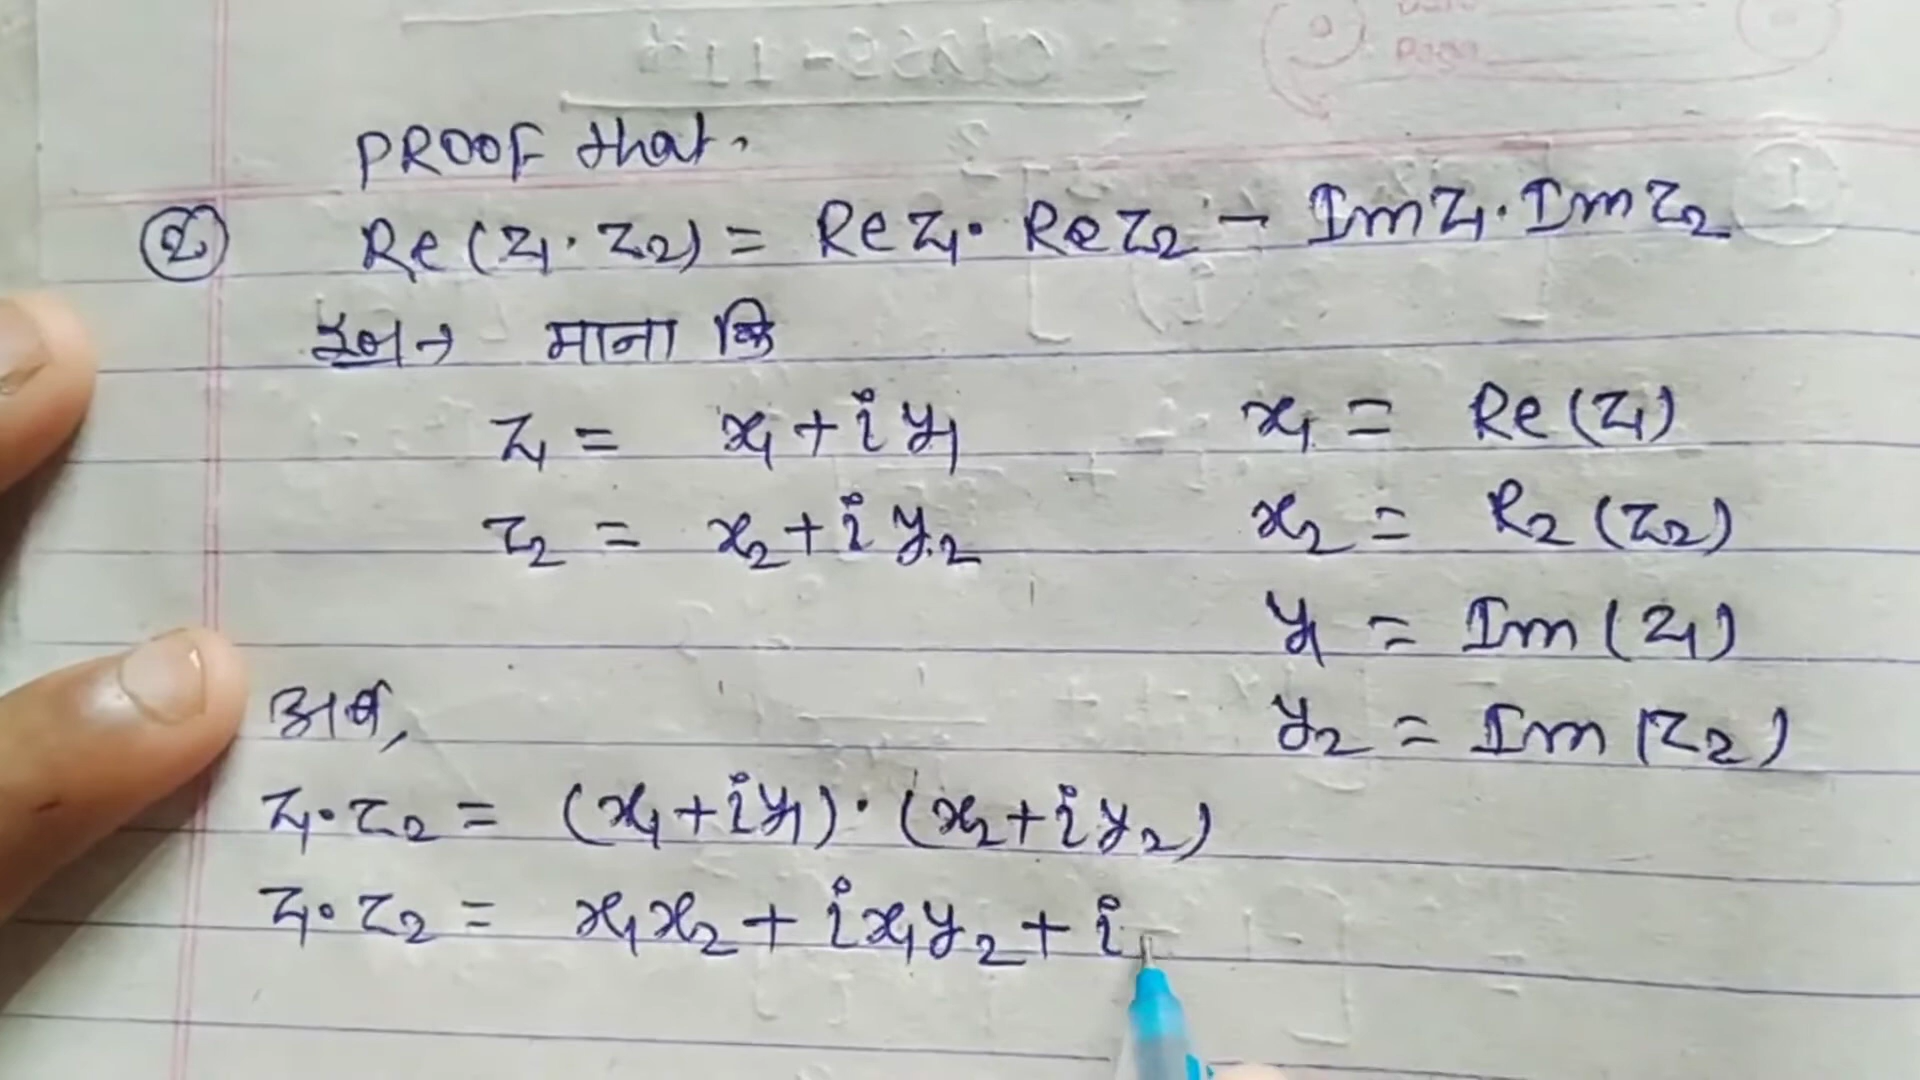 PROOF that.
② Re(z₁·z₂) = Re z₁· Re z₂ - Im z₁· Im z₂
हल→ माना कि
z₁ = x₁ + i y₁ x₁ = Re(z₁)
z₂ = x₂ + i y₂ x₂ = R2(z₂)
y₁ = Im(z₁)
अब, y₂ = Im(z₂)
z₁·z₂ = (x₁+iy₁)·(x₂+iy₂)
z₁·z₂ = x₁x₂ + ix₁y₂ + i